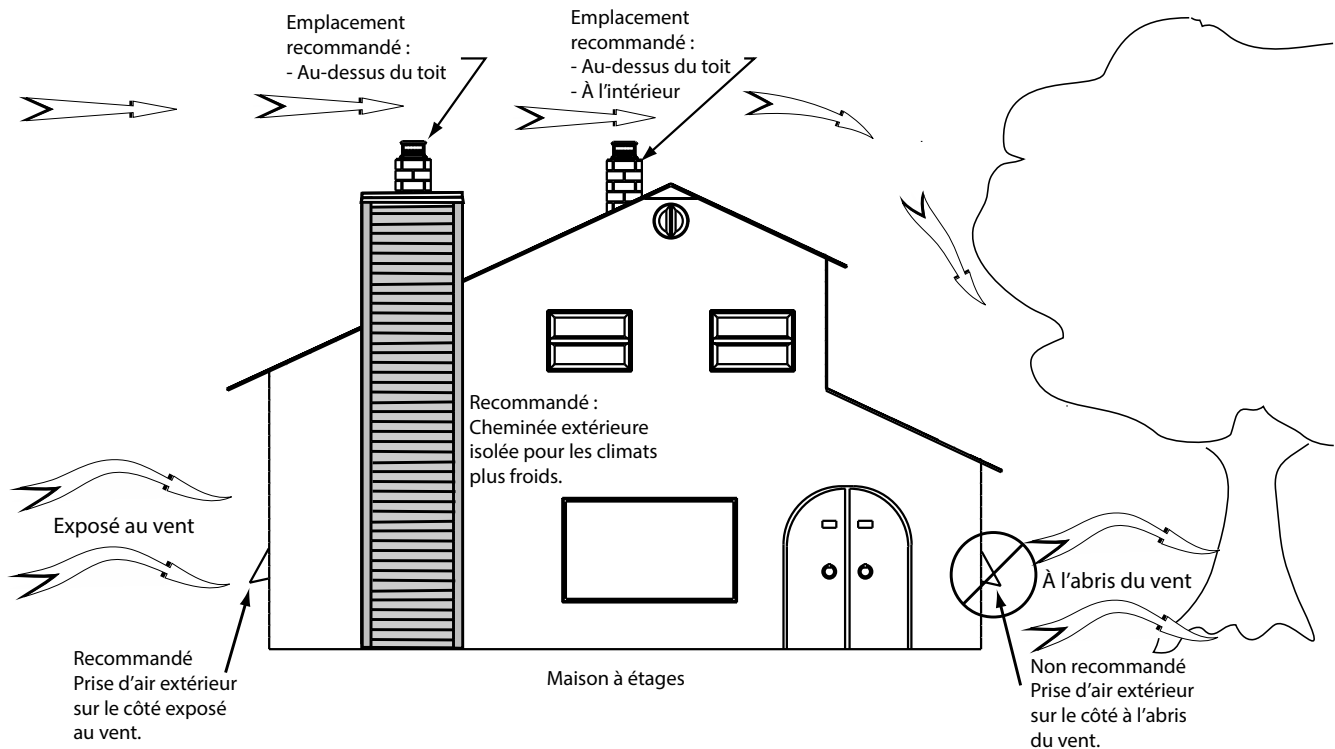 Emplacement
recommandé :
- Au-dessus du toit
Emplacement
recommandé :
- Au-dessus du toit
- À l'intérieur
Recommandé :
Cheminée extérieure
isolée pour les climats
plus froids.
Exposé au vent
À l'abris du vent
Recommandé
Prise d'air extérieur
sur le côté exposé
au vent.
Maison à étages
Non recommandé
Prise d'air extérieur
sur le côté à l'abris
du vent.